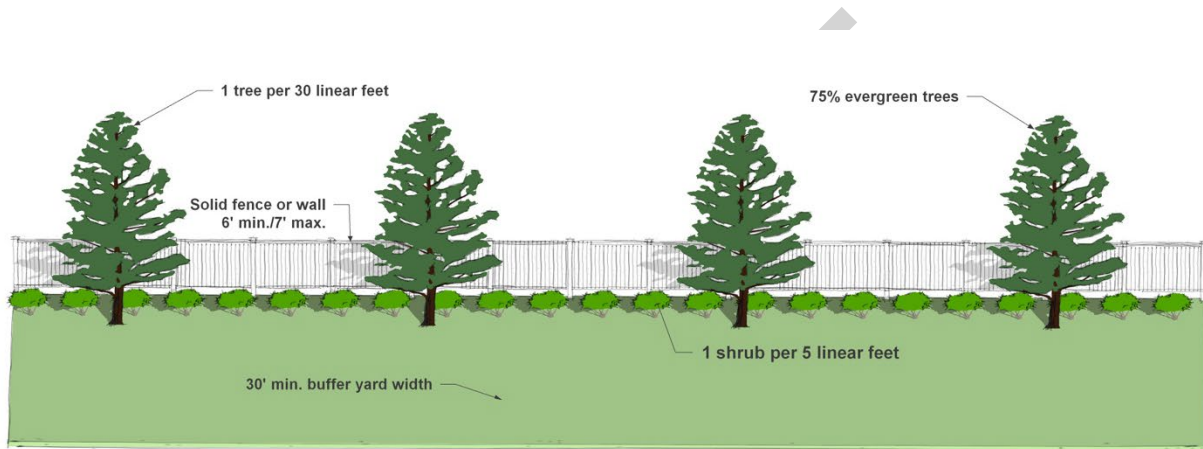 1 tree per 30 linear feet
75% evergreen trees
Solid fence or wall
6' min./7' max.
1 shrub per 5 linear feet
30' min. buffer yard width